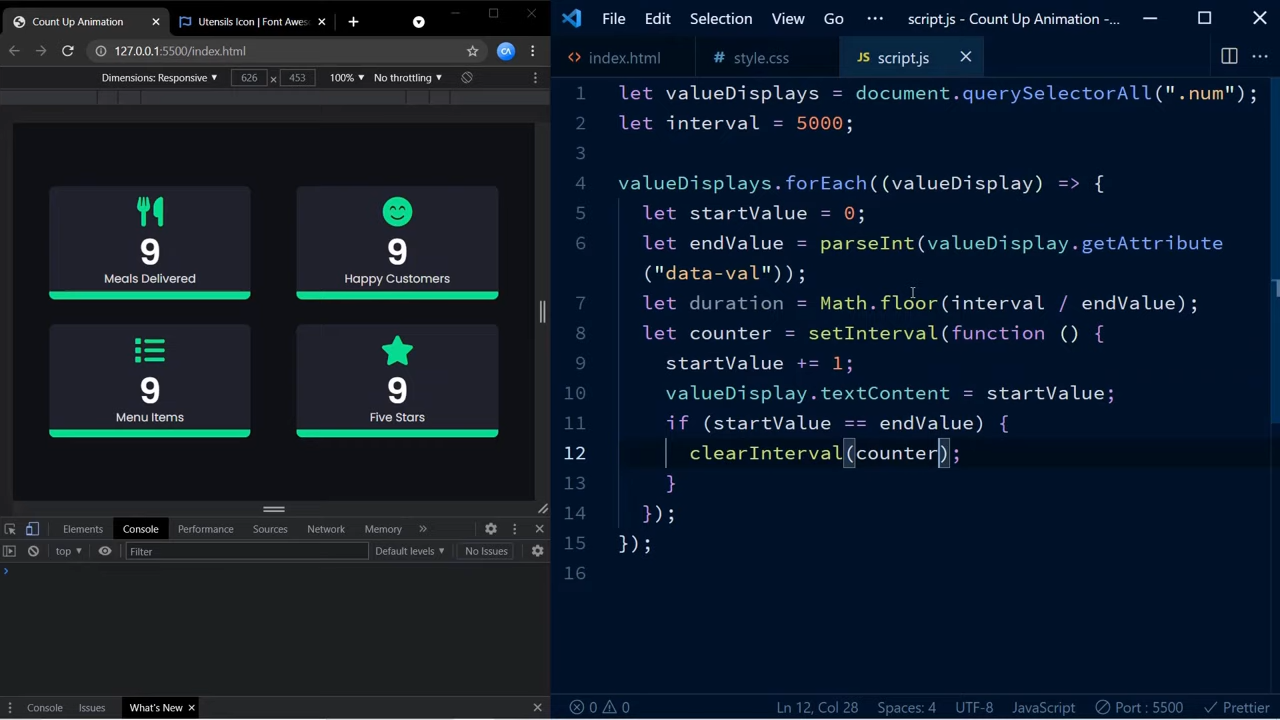 Count Up Animation
Utensils Icon | Font Awes
127.0.0.1:5500/index.html
CA
Dimensions: Responsive
626 × 453
100%
No throttling
9
Meals Delivered
9
Happy Customers
9
Menu Items
9
Five Stars
Elements Console Performance Sources Network Memory
top
Filter
Default levels
No Issues
Console Issues What's New
File Edit Selection View Go ··· script.js - Count Up Animation -...
index.html
# style.css
JS script.js
1 let valueDisplays = document.querySelectorAll(".num");
2 let interval = 5000;
3
4 valueDisplays.forEach((valueDisplay) => {
5 let startValue = 0;
6 let endValue = parseInt(valueDisplay.getAttribute
("data-val"));
7 let duration = Math.floor(interval / endValue);
8 let counter = setInterval(function () {
9 startValue += 1;
10 valueDisplay.textContent = startValue;
11 if (startValue == endValue) {
12 clearInterval(counter);
13 }
14 });
15 });
16
0 0 Ln 12, Col 28 Spaces: 4 UTF-8 JavaScript Port : 5500 Prettier